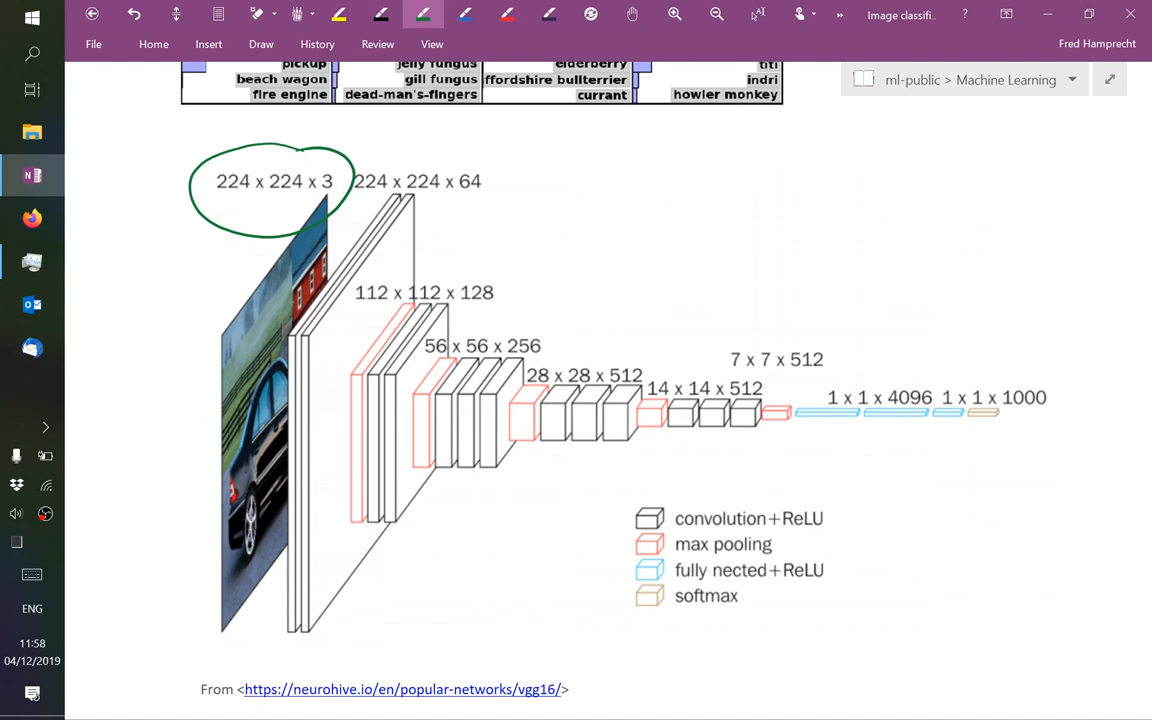 Image classifi..
?
File
Home
Insert
Draw
History
Review
View
Fred Hamprecht
pickup
jelly fungus
elderberry
titi
beach wagon
gill fungus
ffordshire bullterrier
indri
fire engine
dead-man's-fingers
currant
howler monkey
ml-public > Machine Learning
224 x 224 x 3
224 x 224 x 64
112 x 112 x 128
56 x 56 x 256
28 x 28 x 512
14 x 14 x 512
7 x 7 x 512
1 x 1 x 4096
1 x 1 x 1000
convolution+ReLU
max pooling
fully nected+ReLU
softmax
From <https://neurohive.io/en/popular-networks/vgg16/>
ENG
11:58
04/12/2019